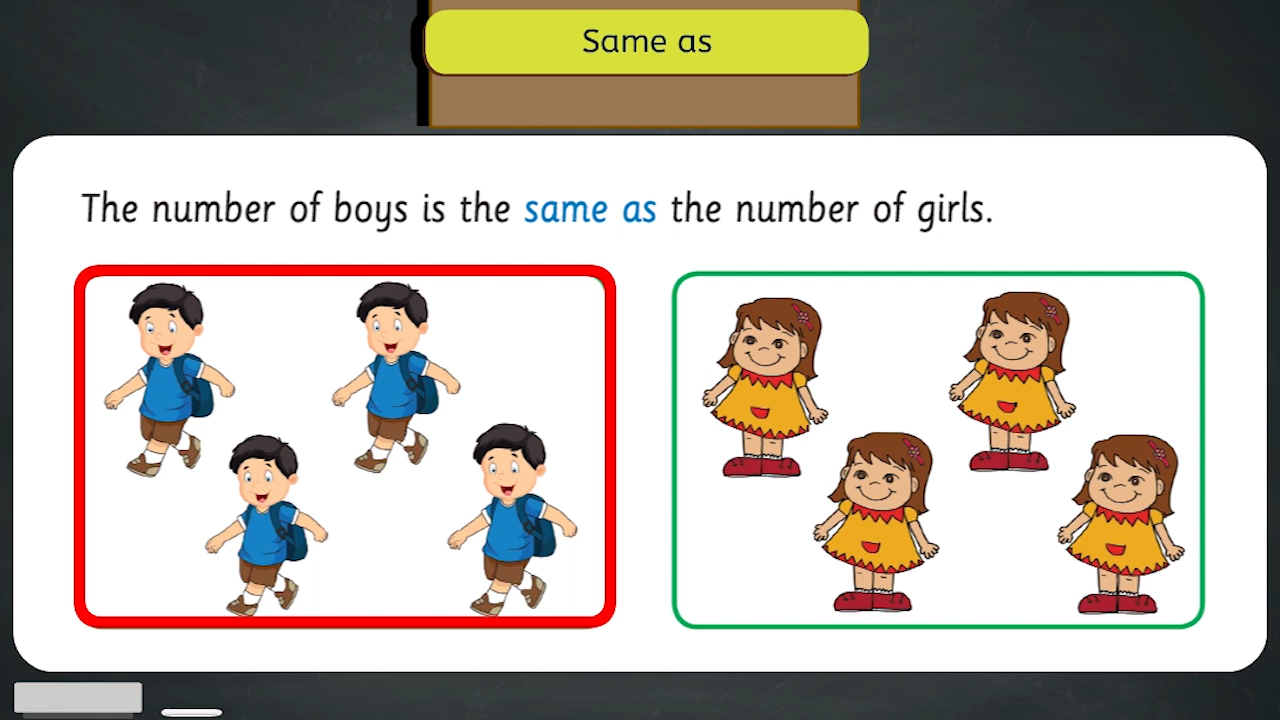 Same as
The number of boys is the same as the number of girls.